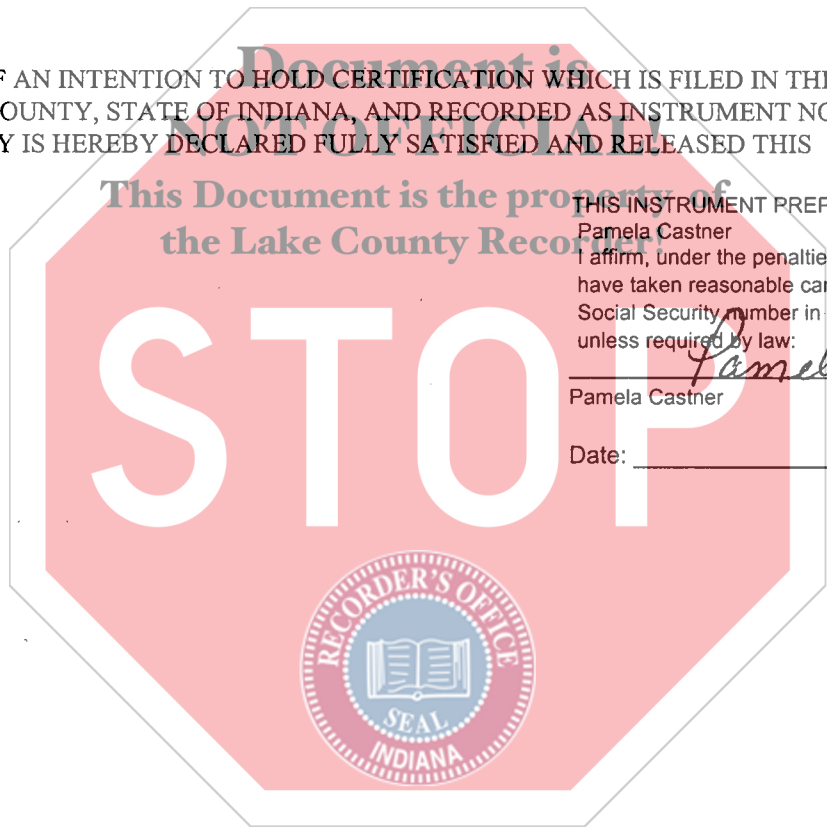 Document is
F AN INTENTION TO HOLD CERTIFICATION WHICH IS FILED IN THE
OUNTY, STATE OF INDIANA, AND RECORDED AS INSTRUMENT NO
NOT OFFICIAL!
Y IS HEREBY DECLARED FULLY SATISFIED AND RELEASED THIS
This Document is the property of
the Lake County Recorder!
THIS INSTRUMENT PREP
Pamela Castner
I affirm, under the penaltie
have taken reasonable car
Social Security number in
unless required by law:
Pamel
Pamela Castner
Date:
STOP
RECORDER'S OFFICE
SEAL
INDIANA